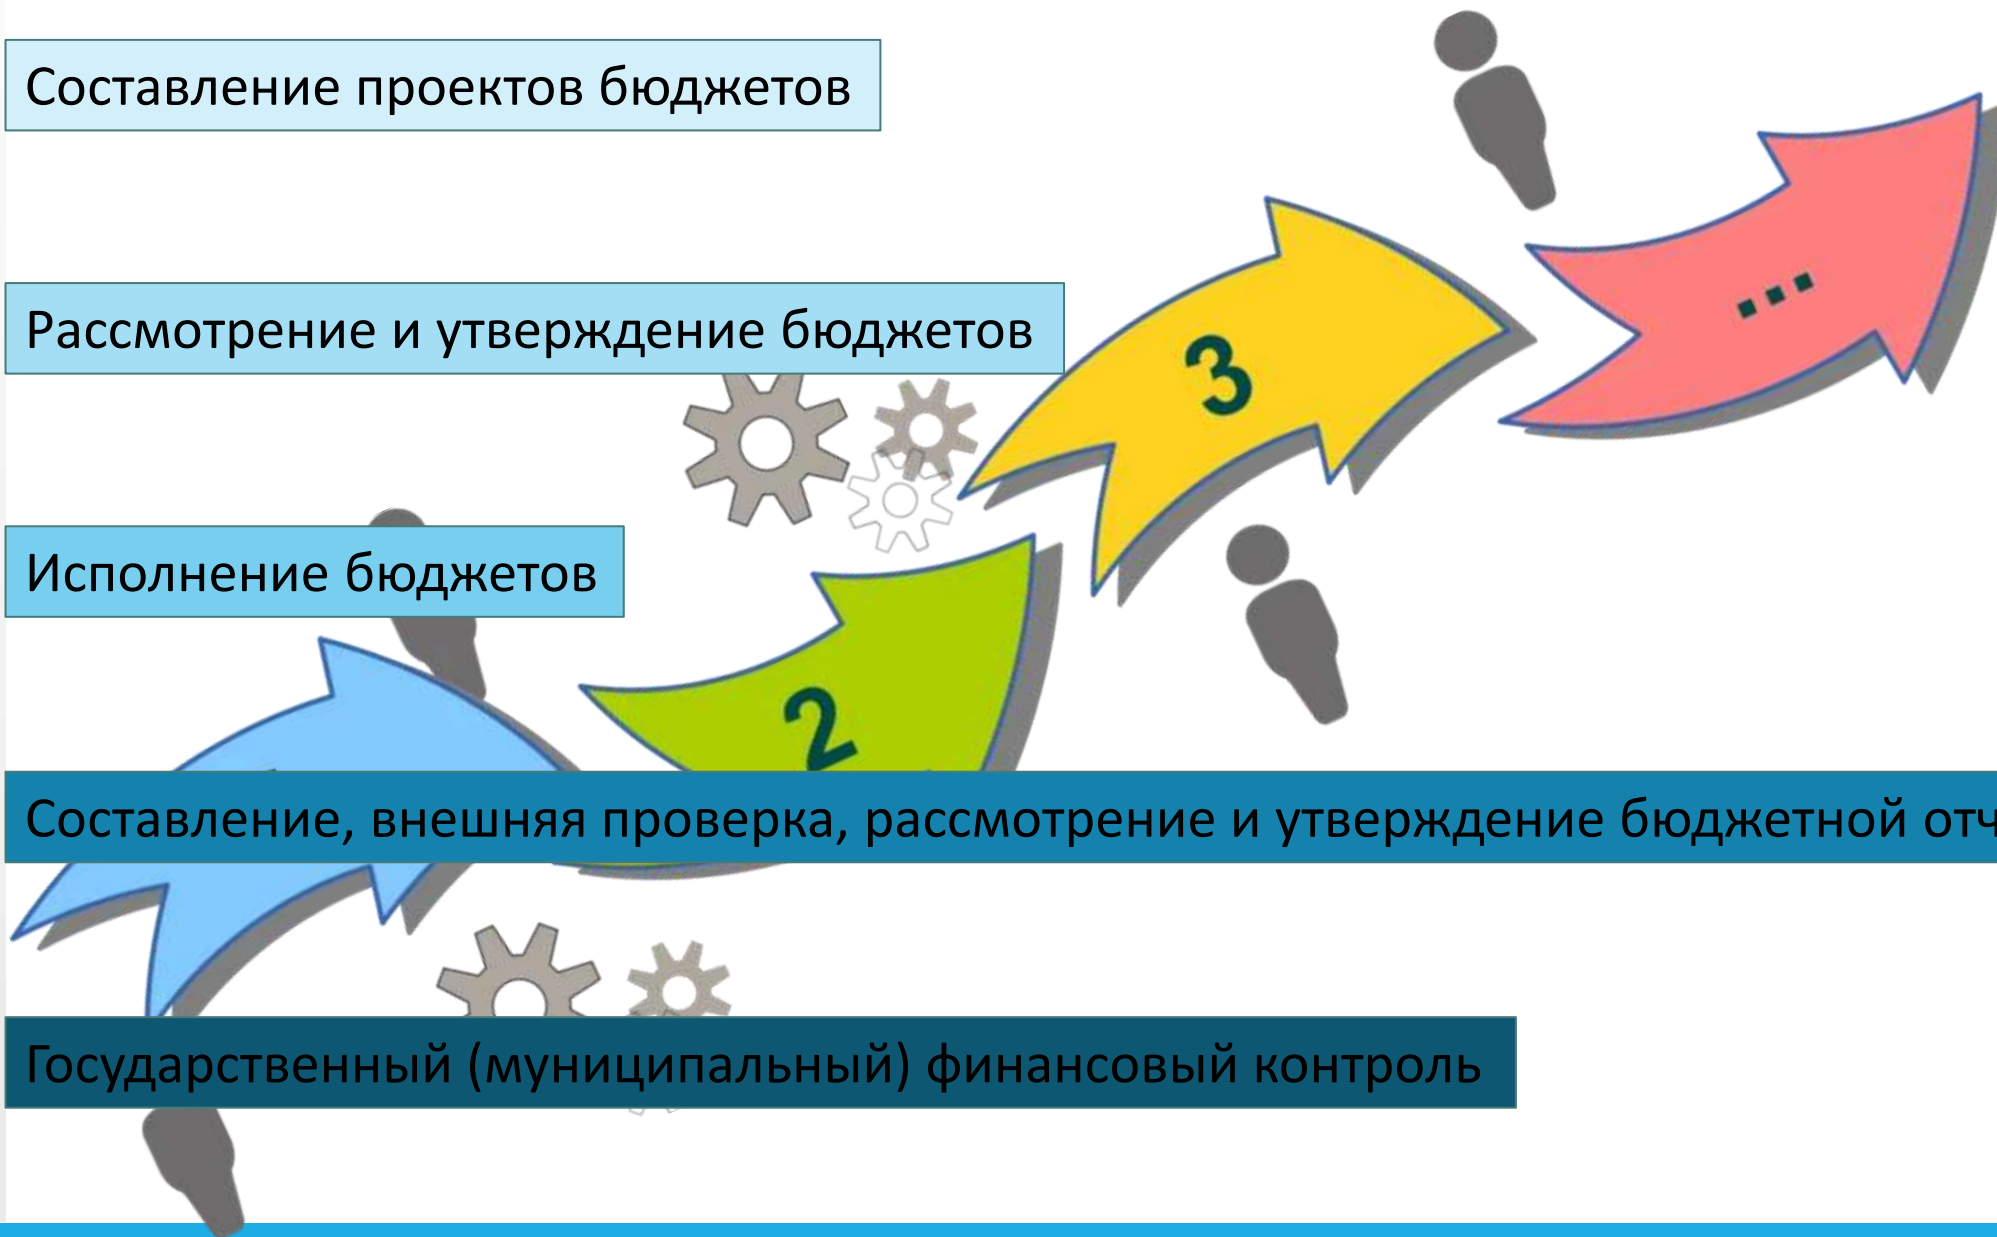 Составление проектов бюджетов
Рассмотрение и утверждение бюджетов
3
...
Исполнение бюджетов
2
Составление, внешняя проверка, рассмотрение и утверждение бюджетной отч
Государственный (муниципальный) финансовый контроль